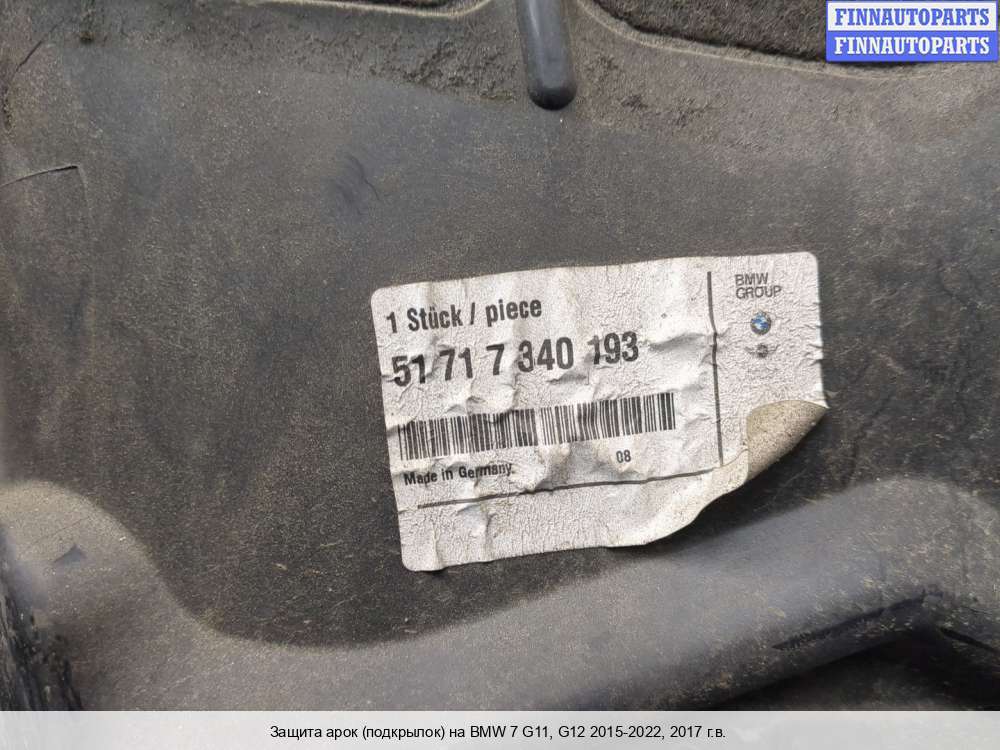 FINNAUTOPARTS
FINNAUTOPARTS
1 Stück / piece
51 71 7 340 193
Made in Germany.
08
BMW
GROUP
Защита арок (подкрылок) на BMW 7 G11, G12 2015-2022, 2017 г.в.